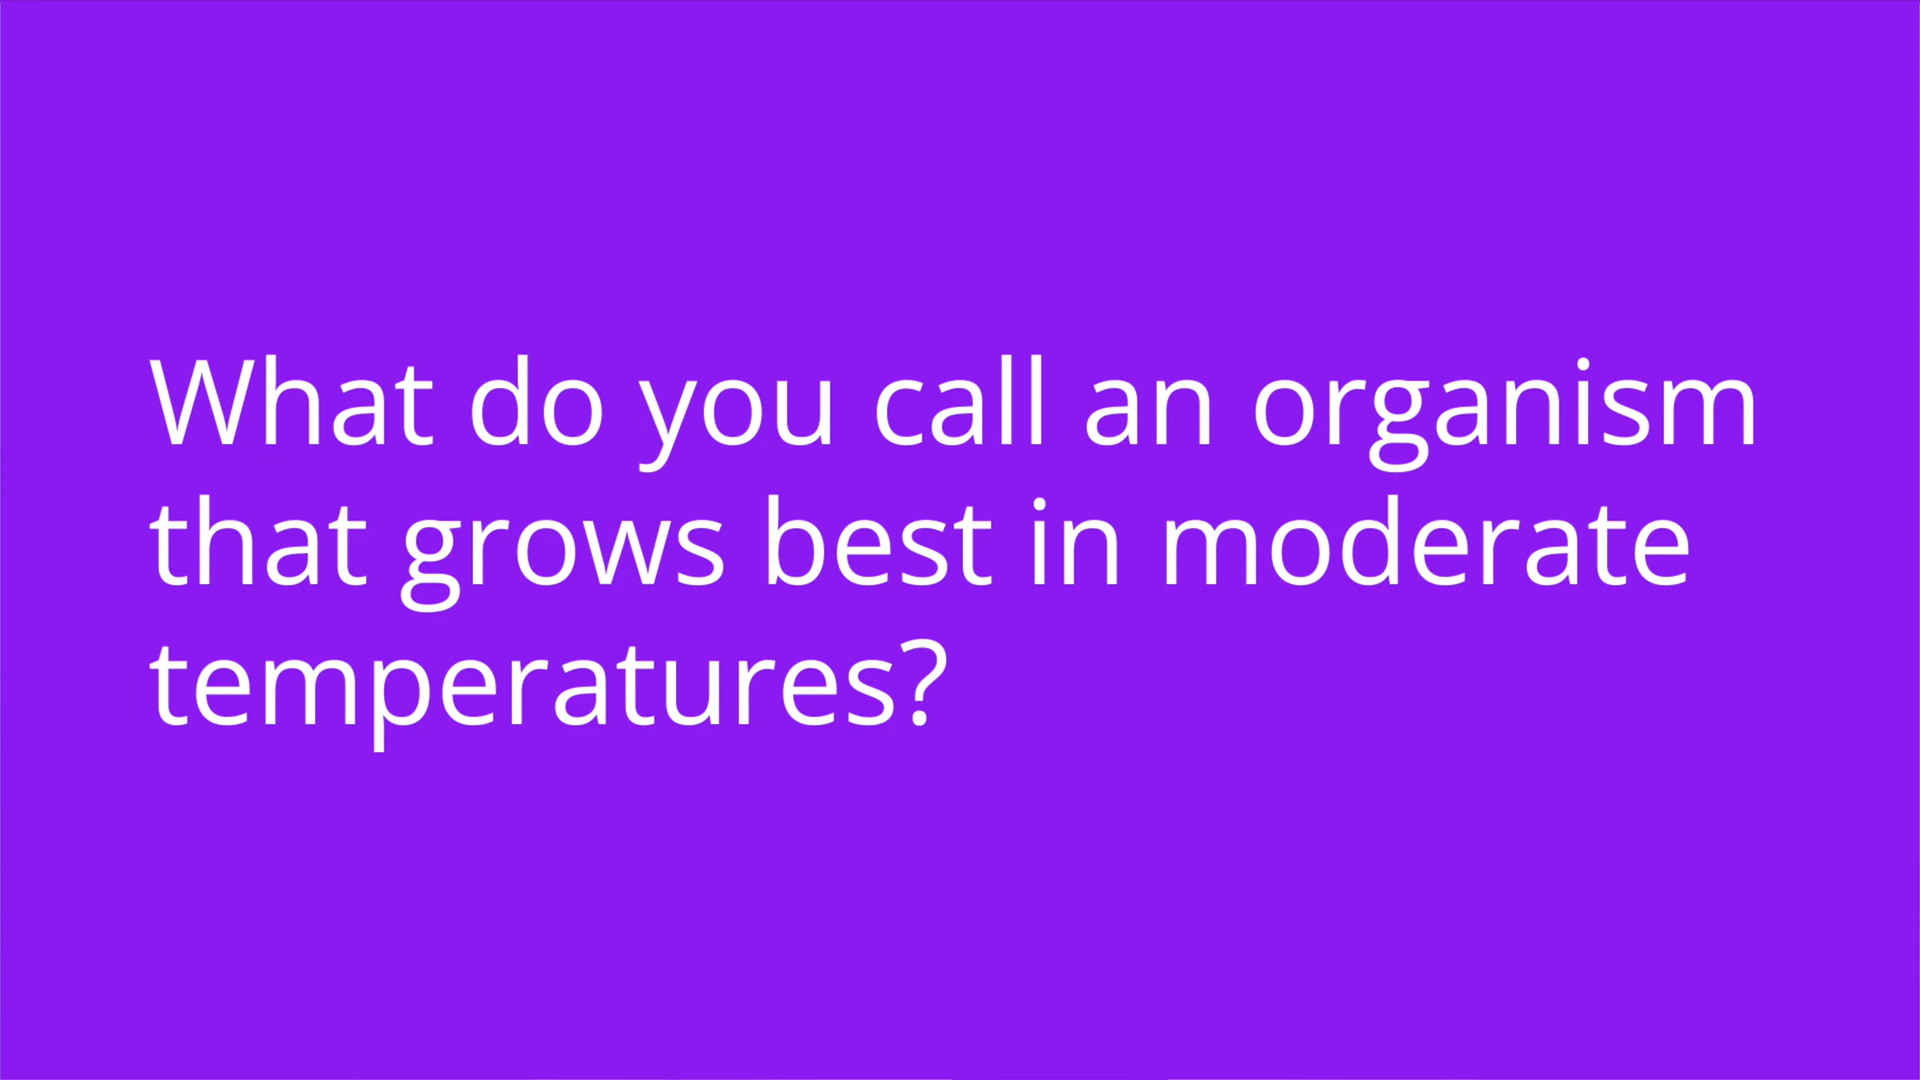 What do you call an organism
that grows best in moderate
temperatures?